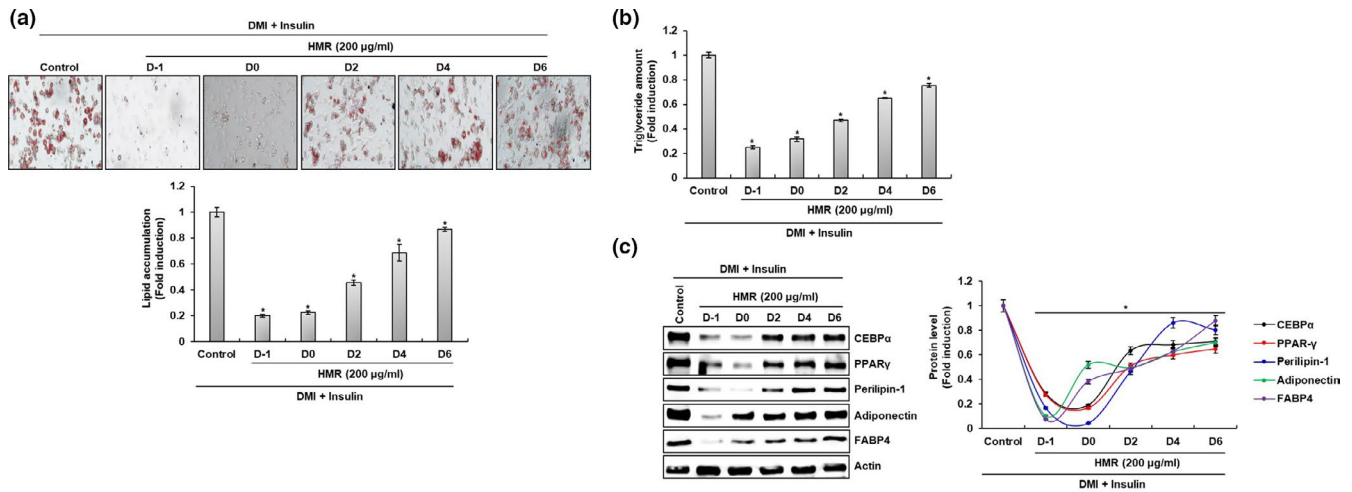 (a)
DMI + Insulin
HMR (200 µg/ml)
Control D-1 D0 D2 D4 D6
Lipid accumulation
(Fold induction)
1.2
1
0.8
0.6
0.4
0.2
0
* * * * *
Control D-1 D0 D2 D4 D6
HMR (200 µg/ml)
DMI + Insulin
(b)
Triglyceride amount
(Fold induction)
1.2
1
0.8
0.6
0.4
0.2
0
* * * * *
Control D-1 D0 D2 D4 D6
HMR (200 µg/ml)
DMI + Insulin
(c)
DMI + Insulin
Control
HMR (200 µg/ml)
D-1 D0 D2 D4 D6
CEBPα
PPARγ
Perilipin-1
Adiponectin
FABP4
Actin
Protein level
(Fold induction)
1.2
1
0.8
0.6
0.4
0.2
0
*
Control D-1 D0 D2 D4 D6
HMR (200 µg/ml)
DMI + Insulin
CEBPα
PPAR-γ
Perilipin-1
Adiponectin
FABP4